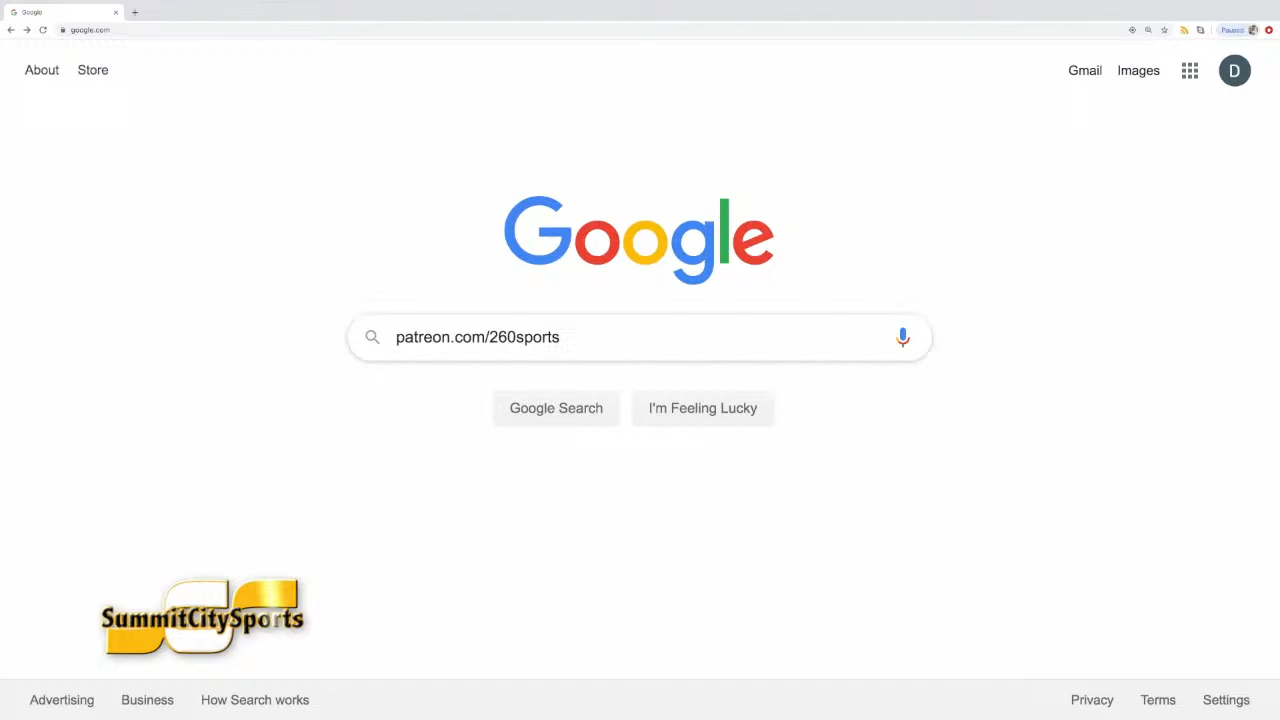 Google
google.com
Paused
About Store
Gmail Images
D
Google
patreon.com/260sports
Google Search I'm Feeling Lucky
SummitCitySports
Advertising Business How Search works
Privacy Terms Settings